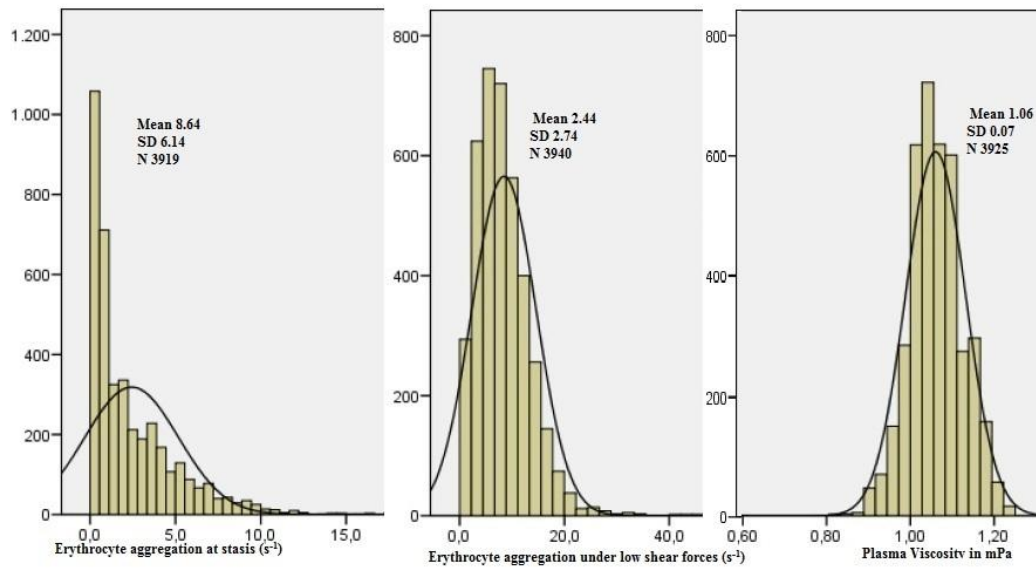 1.200
1.000
800
600
400
200
0
Mean 8.64
SD 6.14
N 3919
0,0 5,0 10,0 15,0
Erythrocyte aggregation at stasis (s⁻¹)
800
600
400
200
0
Mean 2.44
SD 2.74
N 3940
0,0 20,0 40,0
Erythrocyte aggregation under low shear forces (s⁻¹)
800
600
400
200
0
Mean 1.06
SD 0.07
N 3925
0,60 0,80 1,00 1,20
Plasma Viscosity in mPa